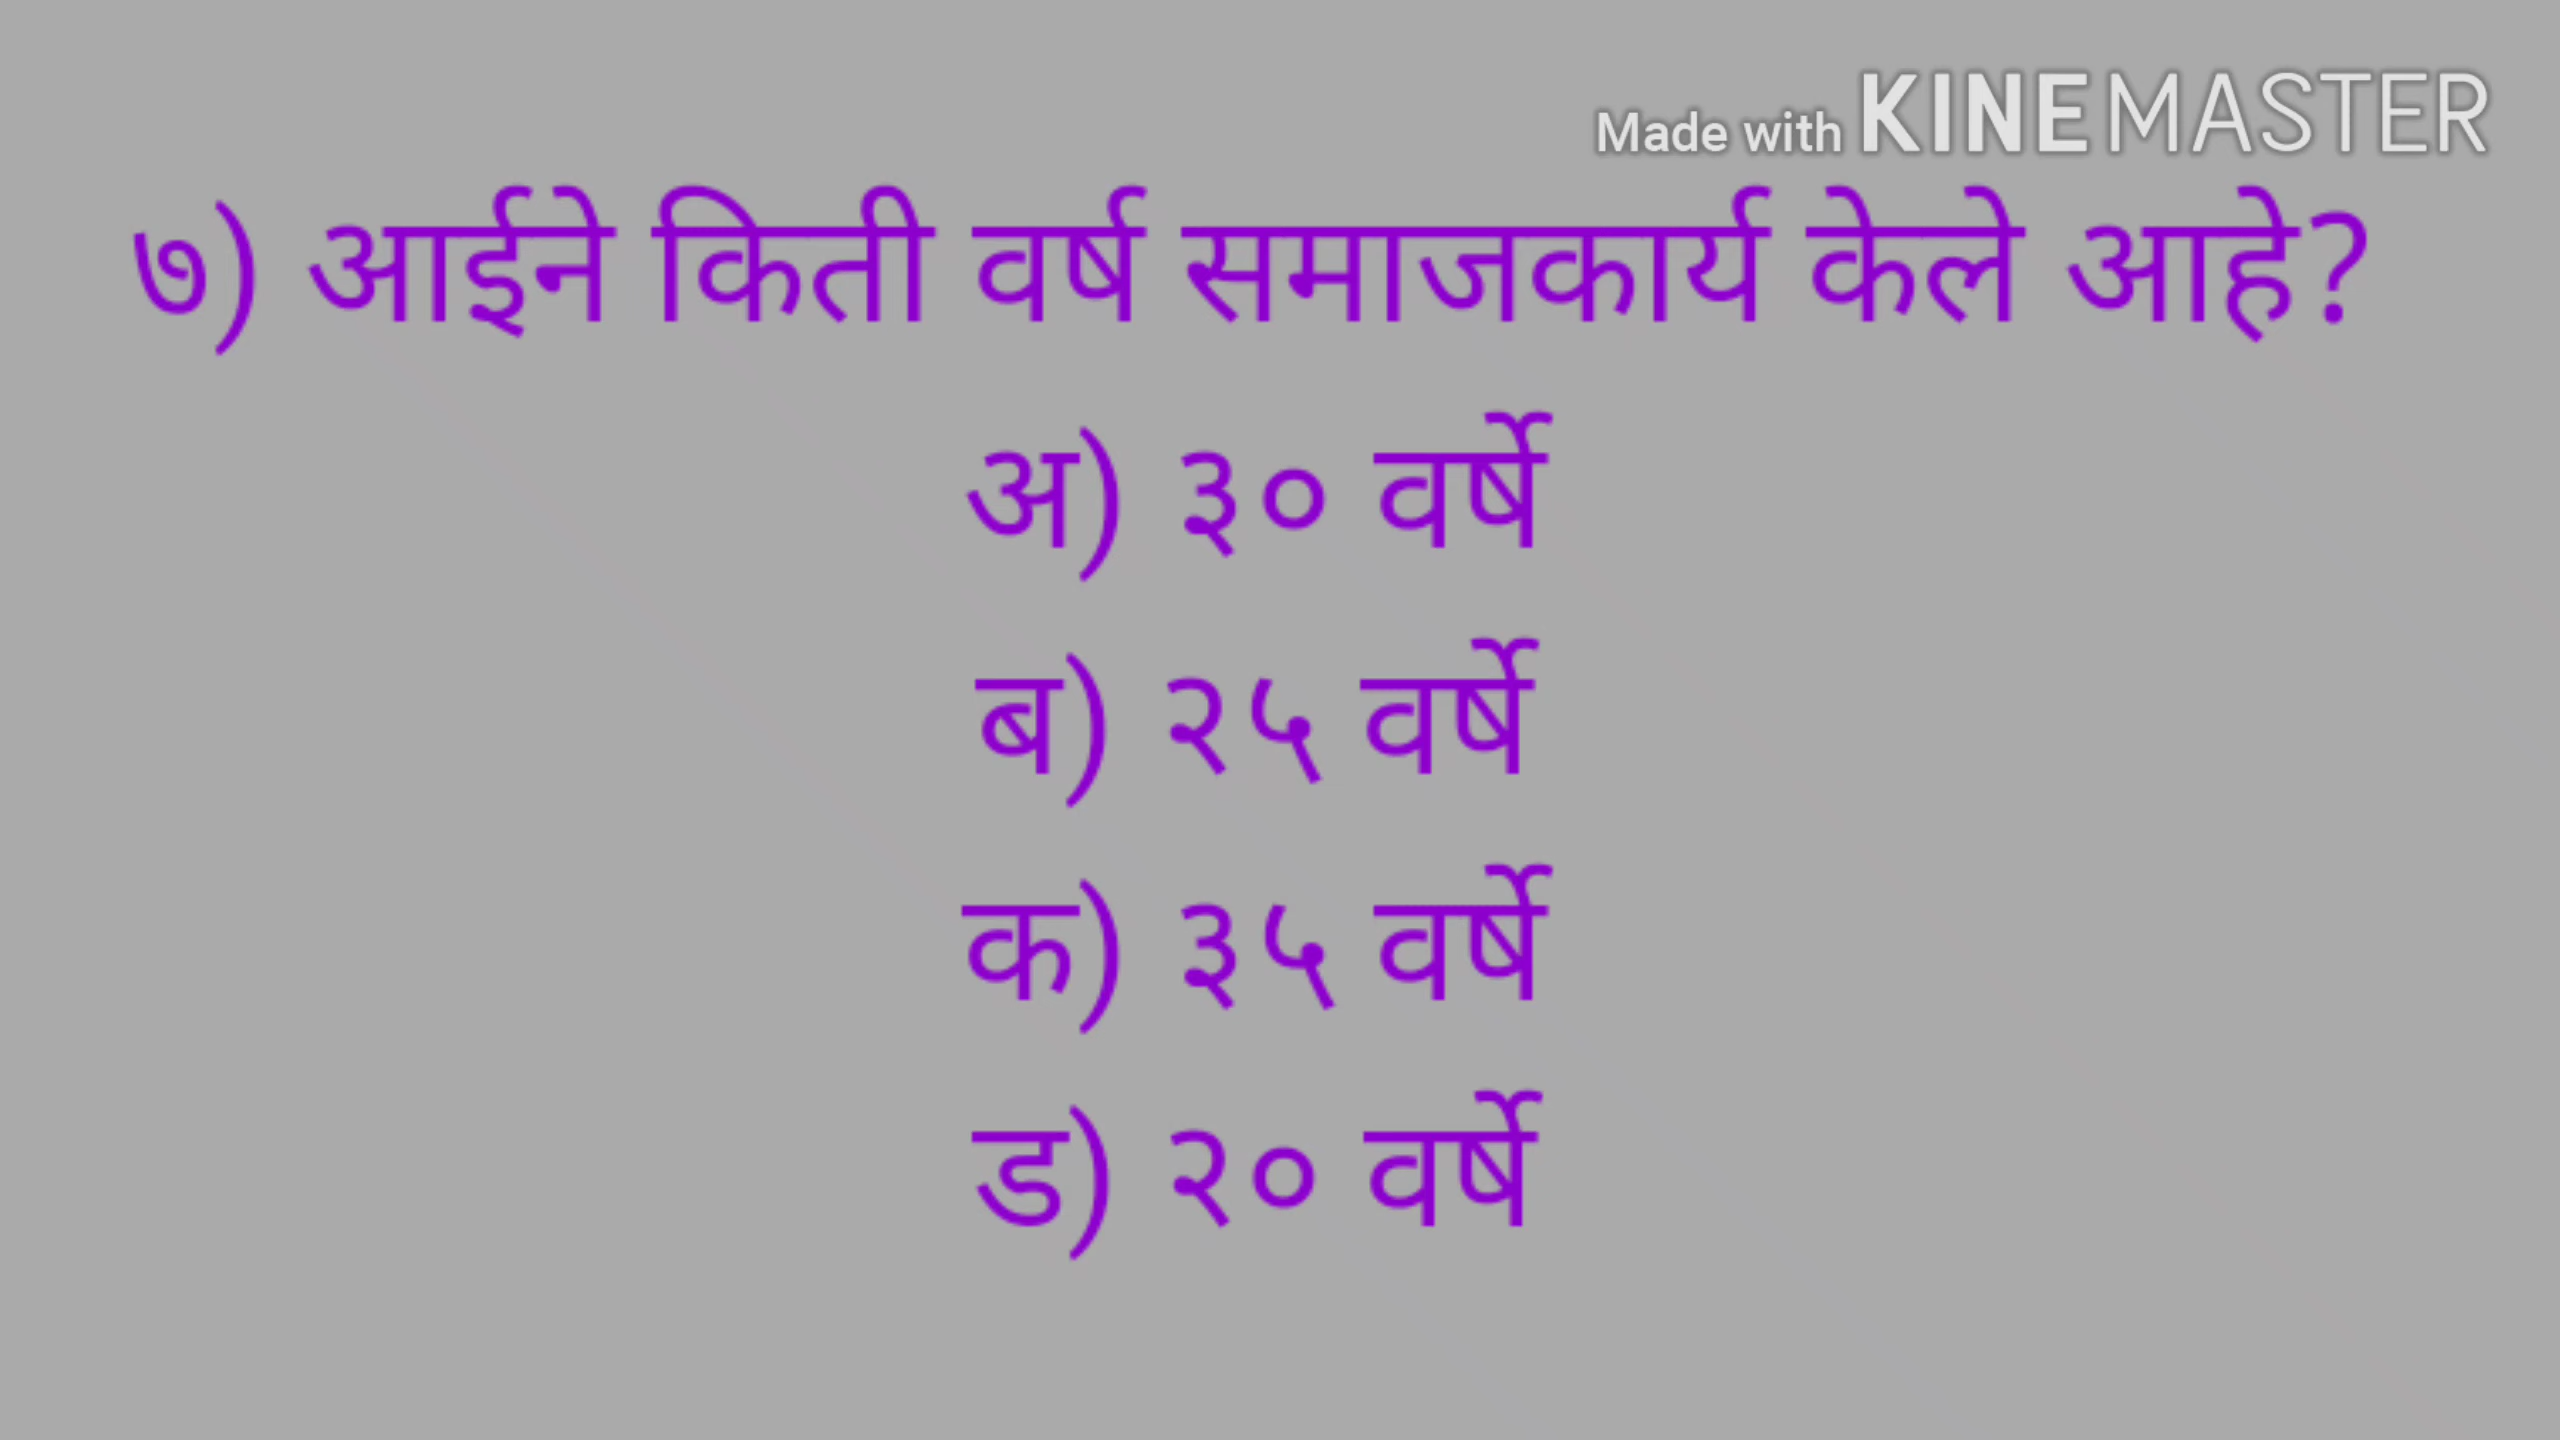 Made with KINEMASTER
७) आईने किती वर्ष समाजकार्य केले आहे?
अ) ३० वर्षे
ब) २५ वर्षे
क) ३५ वर्षे
ड) २० वर्षे